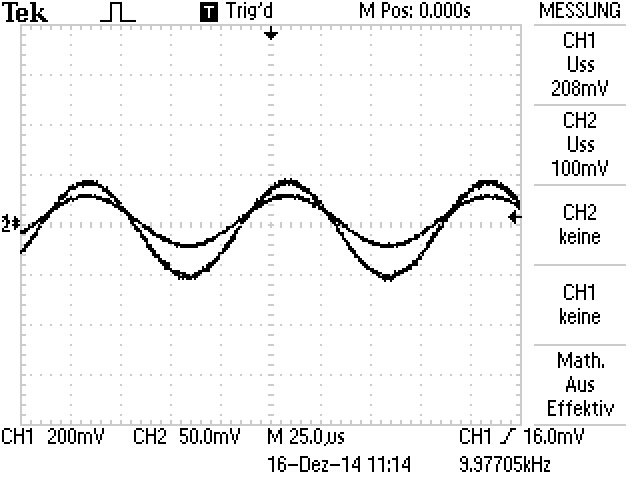 Tek T Trig'd M Pos: 0.000s MESSUNG
CH1
Uss
208mV
CH2
Uss
100mV
CH2
keine
CH1
keine
Math.
Aus
Effektiv
2
CH1 200mV CH2 50.0mV M 25.0µs CH1 16.0mV
16-Dez-14 11:14 9.97705kHz